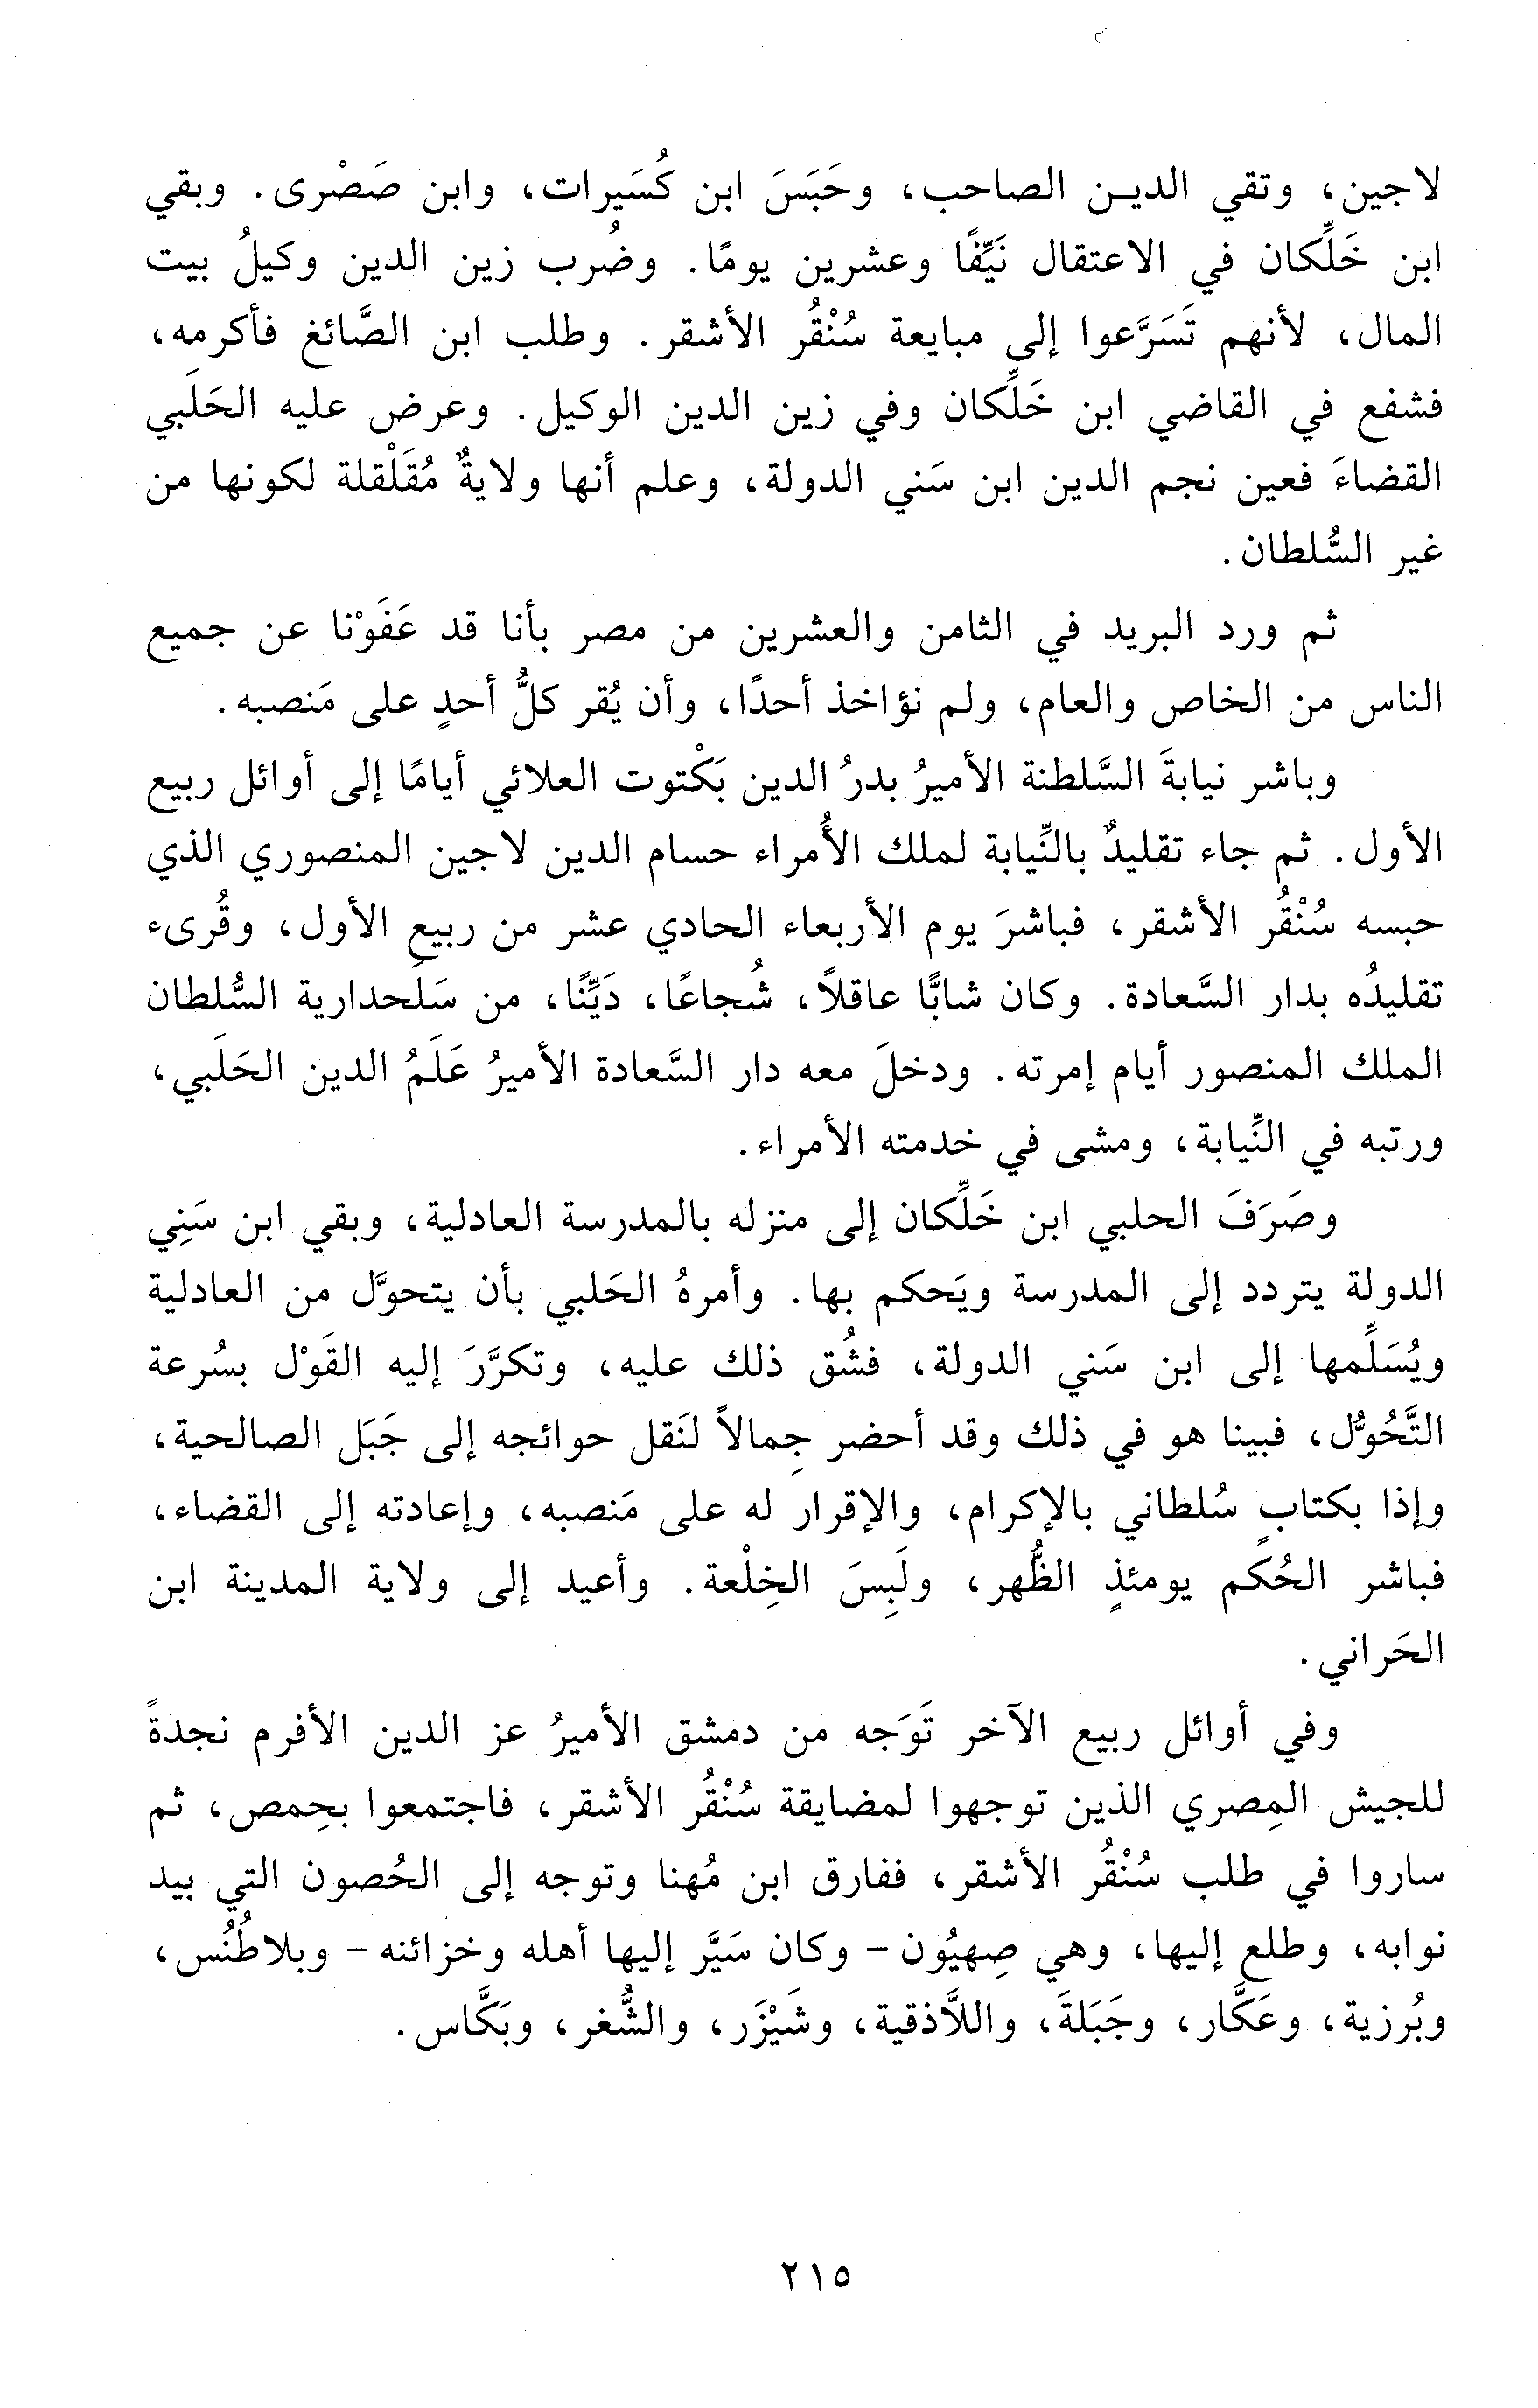 لاجين، وتقي الديـن الصاحب، وحَبَسَ ابن كُسَيرات، وابن صَصْرى. وبقي
ابن خَلِّكان في الاعتقال نَيِّفًا وعشرين يومًا. وضُرب زين الدين وكيلُ بيت
المال، لأنهم تَسَرَّعوا إلى مبايعة سُنْقُر الأشقر. وطلب ابن الصَّائغ فأكرمه،
فشفع في القاضي ابن خَلِّكان وفي زين الدين الوكيل. وعرض عليه الحَلَبي
القضاءَ فعين نجم الدين ابن سَني الدولة، وعلم أنها ولايةٌ مُقَلْقلة لكونها من
غير السُّلطان.
ثم ورد البريد في الثامن والعشرين من مصر بأنا قد عَفَوْنا عن جميع
الناس من الخاص والعام، ولم نؤاخذ أحدًا، وأن يُقر كلُّ أحدٍ على مَنصبه.
وباشر نيابةَ السَّلطنة الأميرُ بدرُ الدين بَكْتوت العلائي أيامًا إلى أوائل ربيع
الأول. ثم جاء تقليدٌ بالنِّيابة لملك الأُمراء حسام الدين لاجين المنصوري الذي
حبسه سُنْقُر الأشقر، فباشرَ يوم الأربعاء الحادي عشر من ربيعِ الأول، وقُرىء
تقليدُه بدار السَّعادة. وكان شابًّا عاقلاً، شُجاعًا، دَيِّنًا، من سَلَحدارية السُّلطان
الملك المنصور أيام إمرته. ودخلَ معه دار السَّعادة الأميرُ عَلَمُ الدين الحَلَبي،
ورتبه في النِّيابة، ومشى في خدمته الأمراء.
وصَرَفَ الحلبي ابن خَلِّكان إلى منزله بالمدرسة العادلية، وبقي ابن سَنِي
الدولة يتردد إلى المدرسة ويَحكم بها. وأمرهُ الحَلبي بأن يتحوَّل من العادلية
ويُسَلِّمها إلى ابن سَني الدولة، فشُق ذلك عليه، وتكرَّرَ إليه القَوْل بسُرعة
التَّحُوُّل، فبينا هو في ذلك وقد أحضر جِمالاً لنَقل حوائجه إلى جَبَل الصالحية،
وإذا بكتابٍ سُلطاني بالإكرام، والإقرار له على مَنصبه، وإعادته إلى القضاء،
فباشر الحُكم يومئذٍ الظُّهر، ولَبِسَ الخِلْعة. وأعيد إلى ولاية المدينة ابن
الحَراني.
وفي أوائل ربيع الآخر تَوَجه من دمشق الأميرُ عز الدين الأفرم نجدةً
للجيش المِصري الذين توجهوا لمضايقة سُنْقُر الأشقر، فاجتمعوا بحِمص، ثم
ساروا في طلب سُنْقُر الأشقر، ففارق ابن مُهنا وتوجه إلى الحُصون التي بيد
نوابه، وطلع إليها، وهي صِهيُون - وكان سَيَّر إليها أهله وخزائنه - وبلاطُنُس،
وبُرزية، وعَكَّار، وجَبَلةَ، واللاَّذقية، وشَيْزَر، والشُّغر، وبَكَّاس.
٢١٥